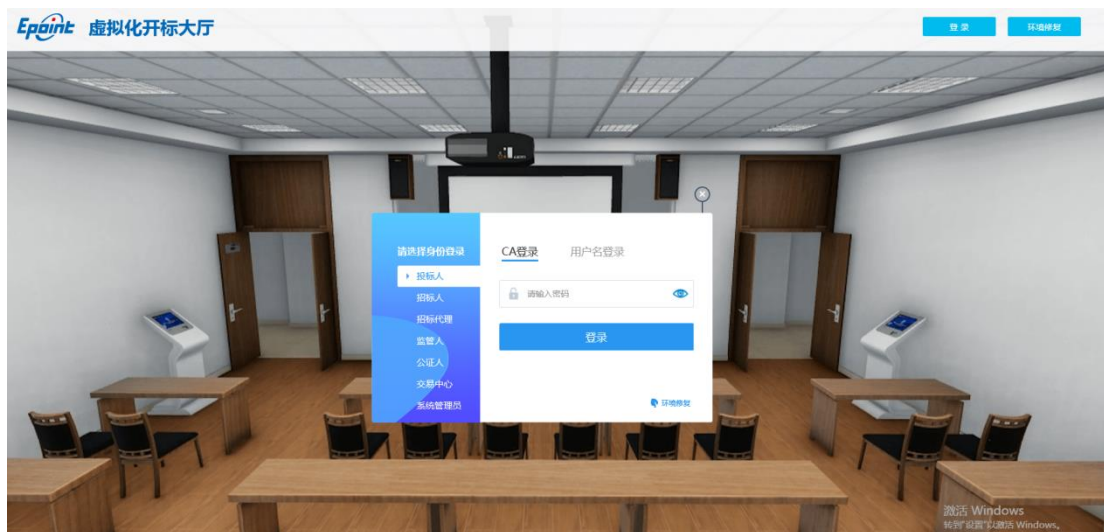 Epoint 虚拟化开标大厅
登录
环境修复
请选择身份登录
投标人
招标人
招标代理
监管人
公证人
交易中心
系统管理员
CA登录 用户名登录
请输入密码
登录
环境修复
激活 Windows
转到"设置"以激活 Windows。